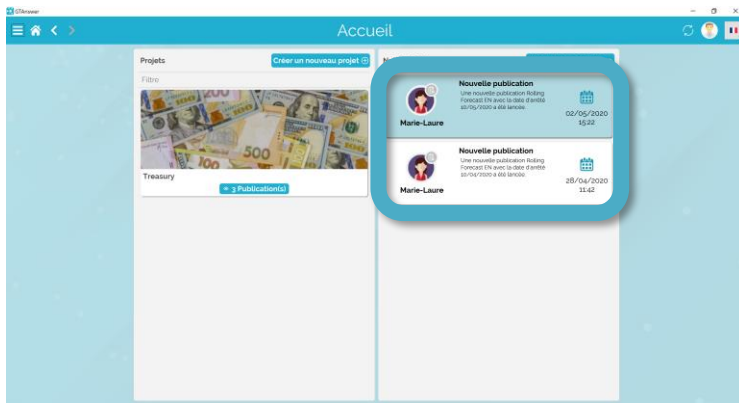 GTAnswer
Accueil
Projets
Créer un nouveau projet
Filtre
Treasury
3 Publication(s)
Nouvelle publication
Une nouvelle publication Rolling
Forecast EN avec la date d'arrêté
10/05/2020 a été lancée.
Marie-Laure
02/05/2020
15:22
Nouvelle publication
Une nouvelle publication Rolling
Forecast EN avec la date d'arrêté
10/04/2020 a été lancée.
Marie-Laure
28/04/2020
11:42